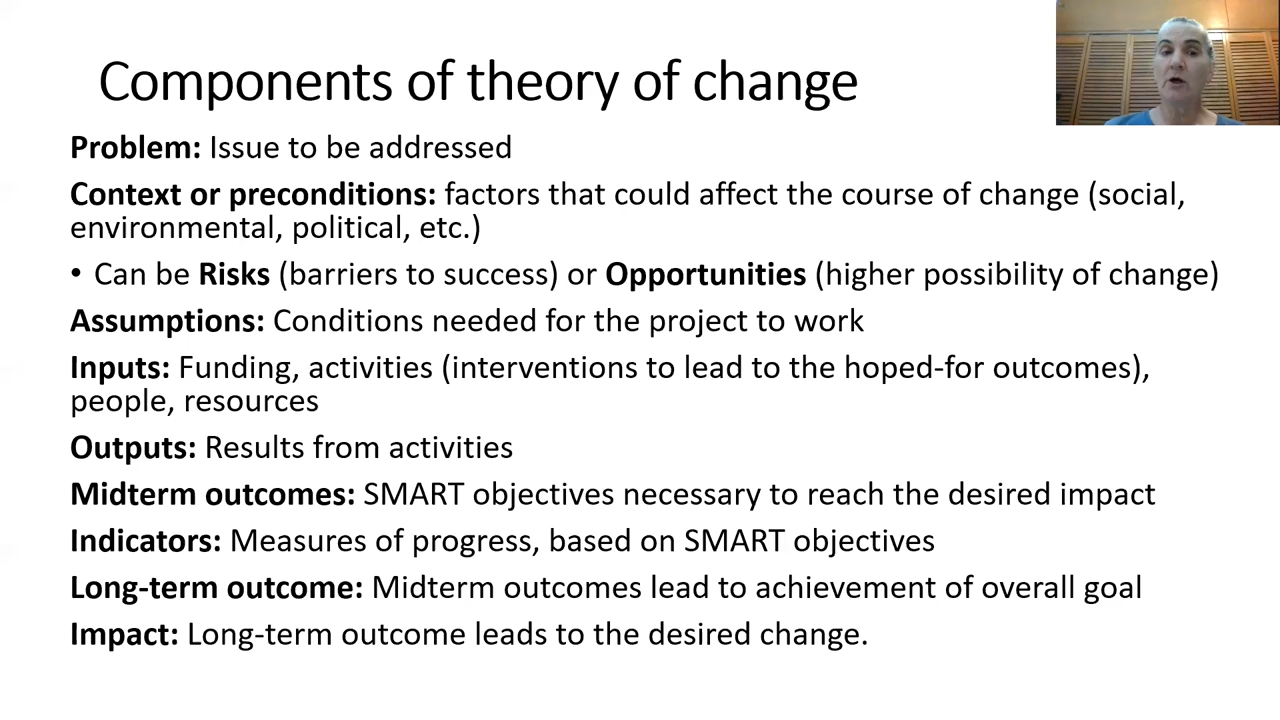 Components of theory of change
Problem: Issue to be addressed
Context or preconditions: factors that could affect the course of change (social,
environmental, political, etc.)
• Can be Risks (barriers to success) or Opportunities (higher possibility of change)
Assumptions: Conditions needed for the project to work
Inputs: Funding, activities (interventions to lead to the hoped-for outcomes),
people, resources
Outputs: Results from activities
Midterm outcomes: SMART objectives necessary to reach the desired impact
Indicators: Measures of progress, based on SMART objectives
Long-term outcome: Midterm outcomes lead to achievement of overall goal
Impact: Long-term outcome leads to the desired change.